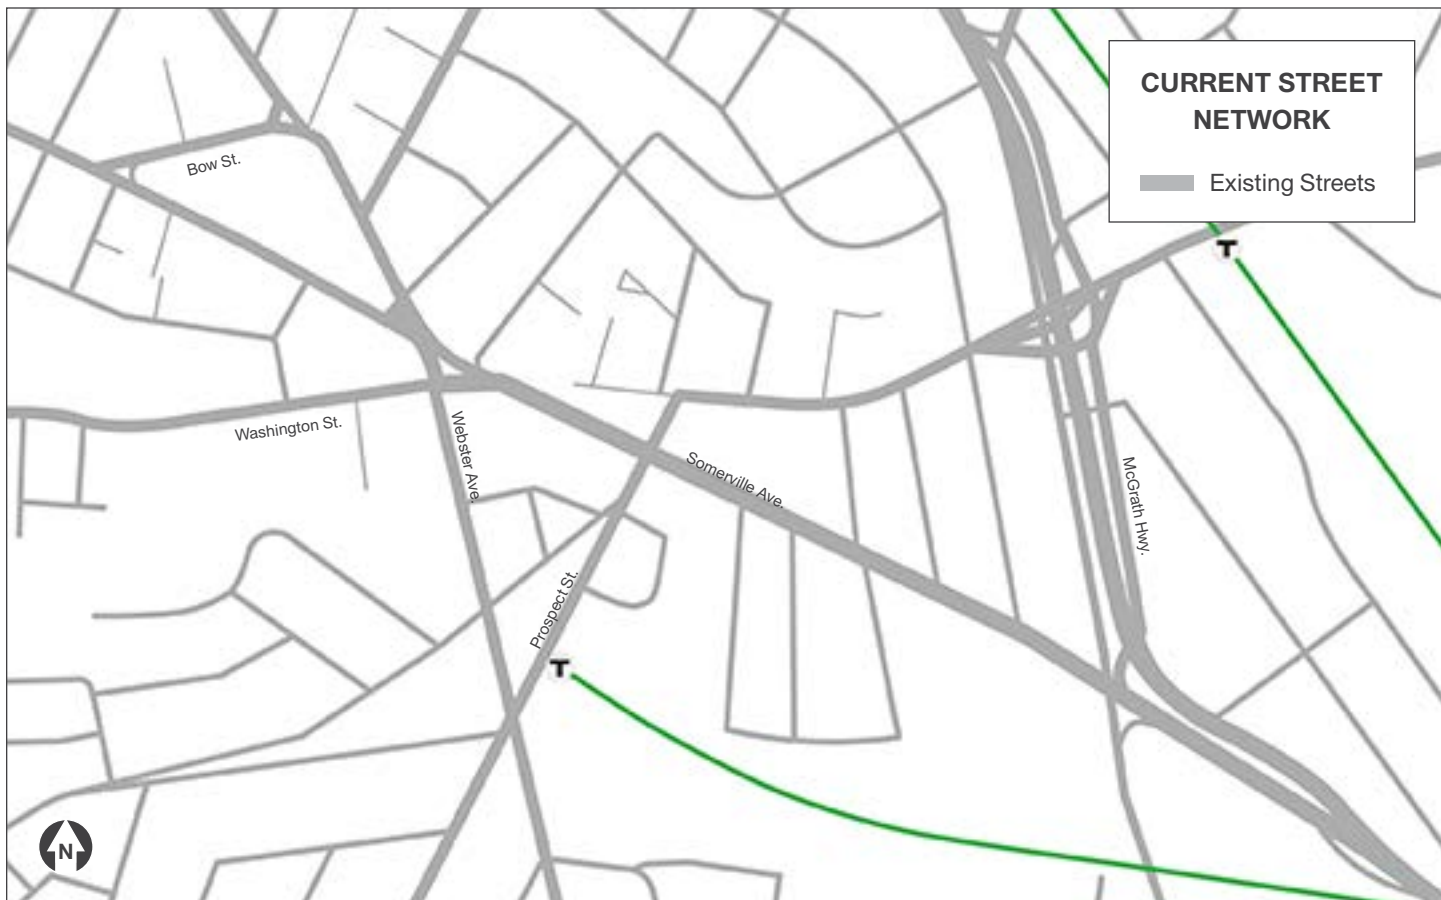 CURRENT STREET
NETWORK
Existing Streets
T
Bow St.
Washington St.
Webster Ave.
Somerville Ave.
McGrath Hwy.
Prospect St.
T
N